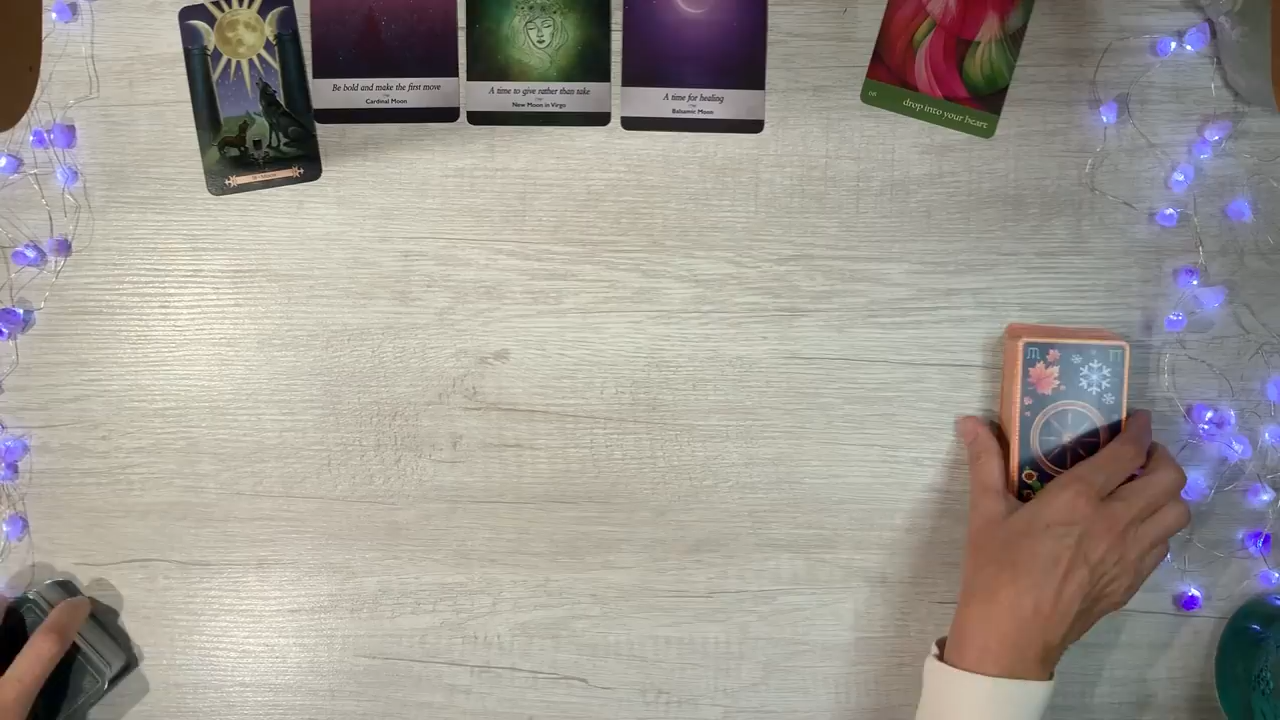 Be bold and make the first move
Cardinal Moon
A time to give rather than take
New Moon in Virgo
A time for healing
Balsamic Moon
drop into your heart